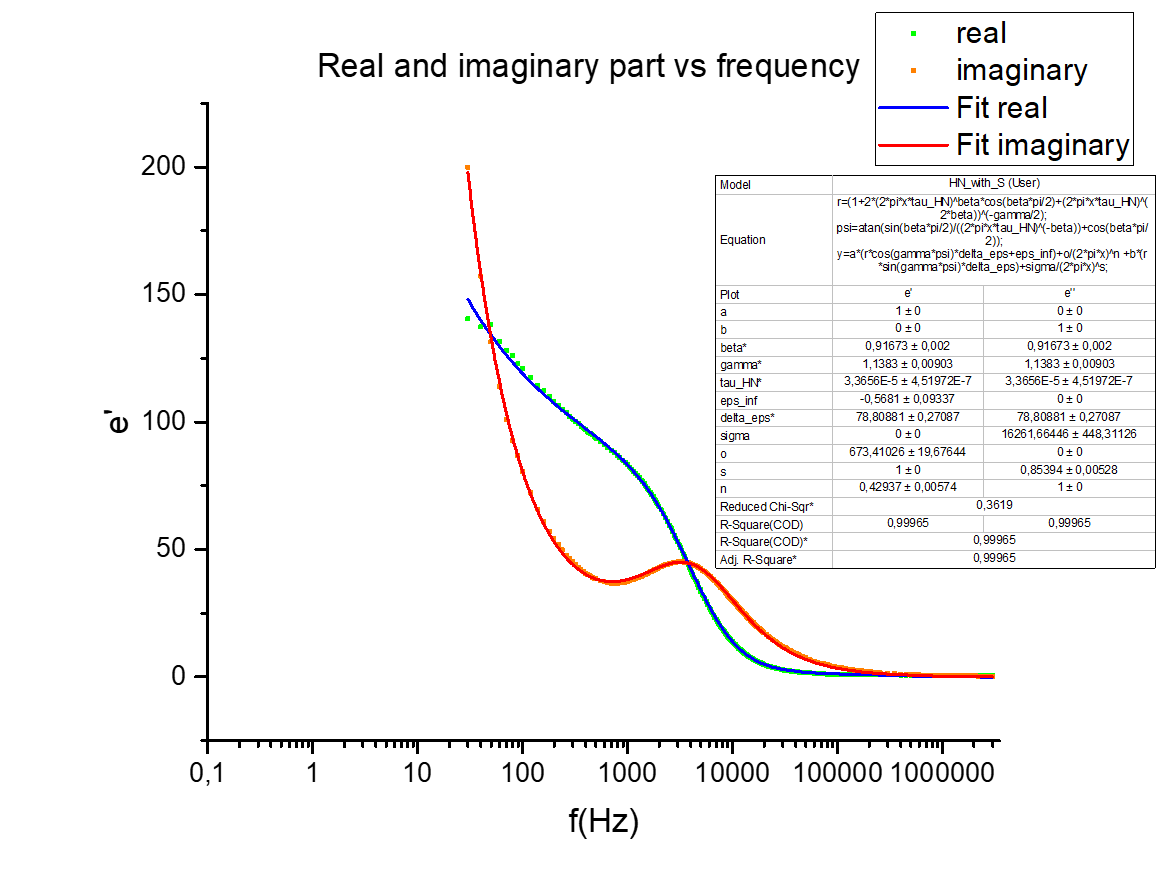 Real and imaginary part vs frequency
real
imaginary
Fit real
Fit imaginary
Model HN_with_S (User)
Equation
r=(1+2*(2*pi*x*tau_HN)^beta*cos(beta*pi/2)+(2*pi*x*tau_HN)^(
2*beta))^(-gamma/2);
psi=atan(sin(beta*pi/2)/((2*pi*x*tau_HN)^(-beta))+cos(beta*pi/
2));
y=a*(r*cos(gamma*psi)*delta_eps+eps_inf)+o/(2*pi*x)^n +b*(r
*sin(gamma*psi)*delta_eps)+sigma/(2*pi*x)^s;
Plot e' e''
a 1 ± 0 0 ± 0
b 0 ± 0 1 ± 0
beta* 0,91673 ± 0,002 0,91673 ± 0,002
gamma* 1,1383 ± 0,00903 1,1383 ± 0,00903
tau_HN* 3,3656E-5 ± 4,51972E-7 3,3656E-5 ± 4,51972E-7
eps_inf -0,5681 ± 0,09337 0 ± 0
delta_eps* 78,80881 ± 0,27087 78,80881 ± 0,27087
sigma 0 ± 0 16261,66446 ± 448,31126
o 673,41026 ± 19,67644 0 ± 0
s 1 ± 0 0,85394 ± 0,00528
n 0,42937 ± 0,00574 1 ± 0
Reduced Chi-Sqr* 0,3619
R-Square(COD) 0,99965 0,99965
R-Square(COD)* 0,99965
Adj. R-Square* 0,99965
200
150
100
50
0
e'
0,1 1 10 100 1000 10000 100000 1000000
f(Hz)